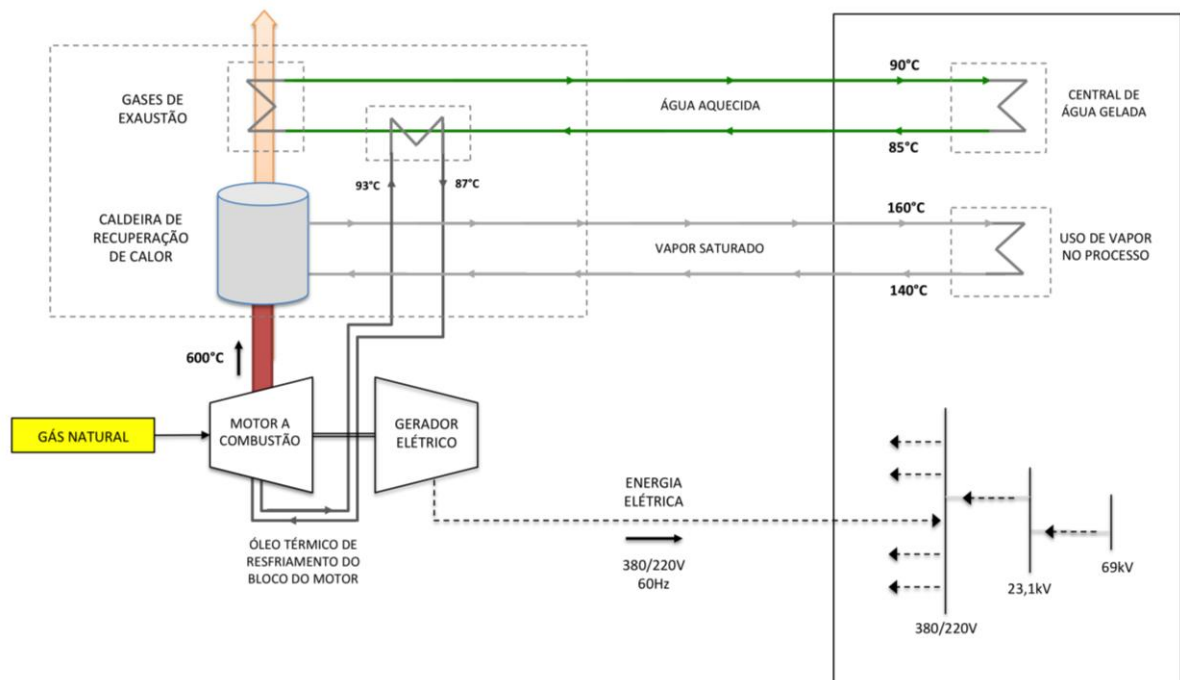 GASES DE
EXAUSTÃO
90°C
ÁGUA AQUECIDA
85°C
CENTRAL DE
ÁGUA GELADA
93°C
87°C
CALDEIRA DE
RECUPERAÇÃO
DE CALOR
160°C
VAPOR SATURADO
140°C
USO DE VAPOR
NO PROCESSO
600°C
GÁS NATURAL
MOTOR A
COMBUSTÃO
GERADOR
ELÉTRICO
ENERGIA
ELÉTRICA
380/220V
60Hz
ÓLEO TÉRMICO DE
RESFRIAMENTO DO
BLOCO DO MOTOR
69kV
23,1kV
380/220V